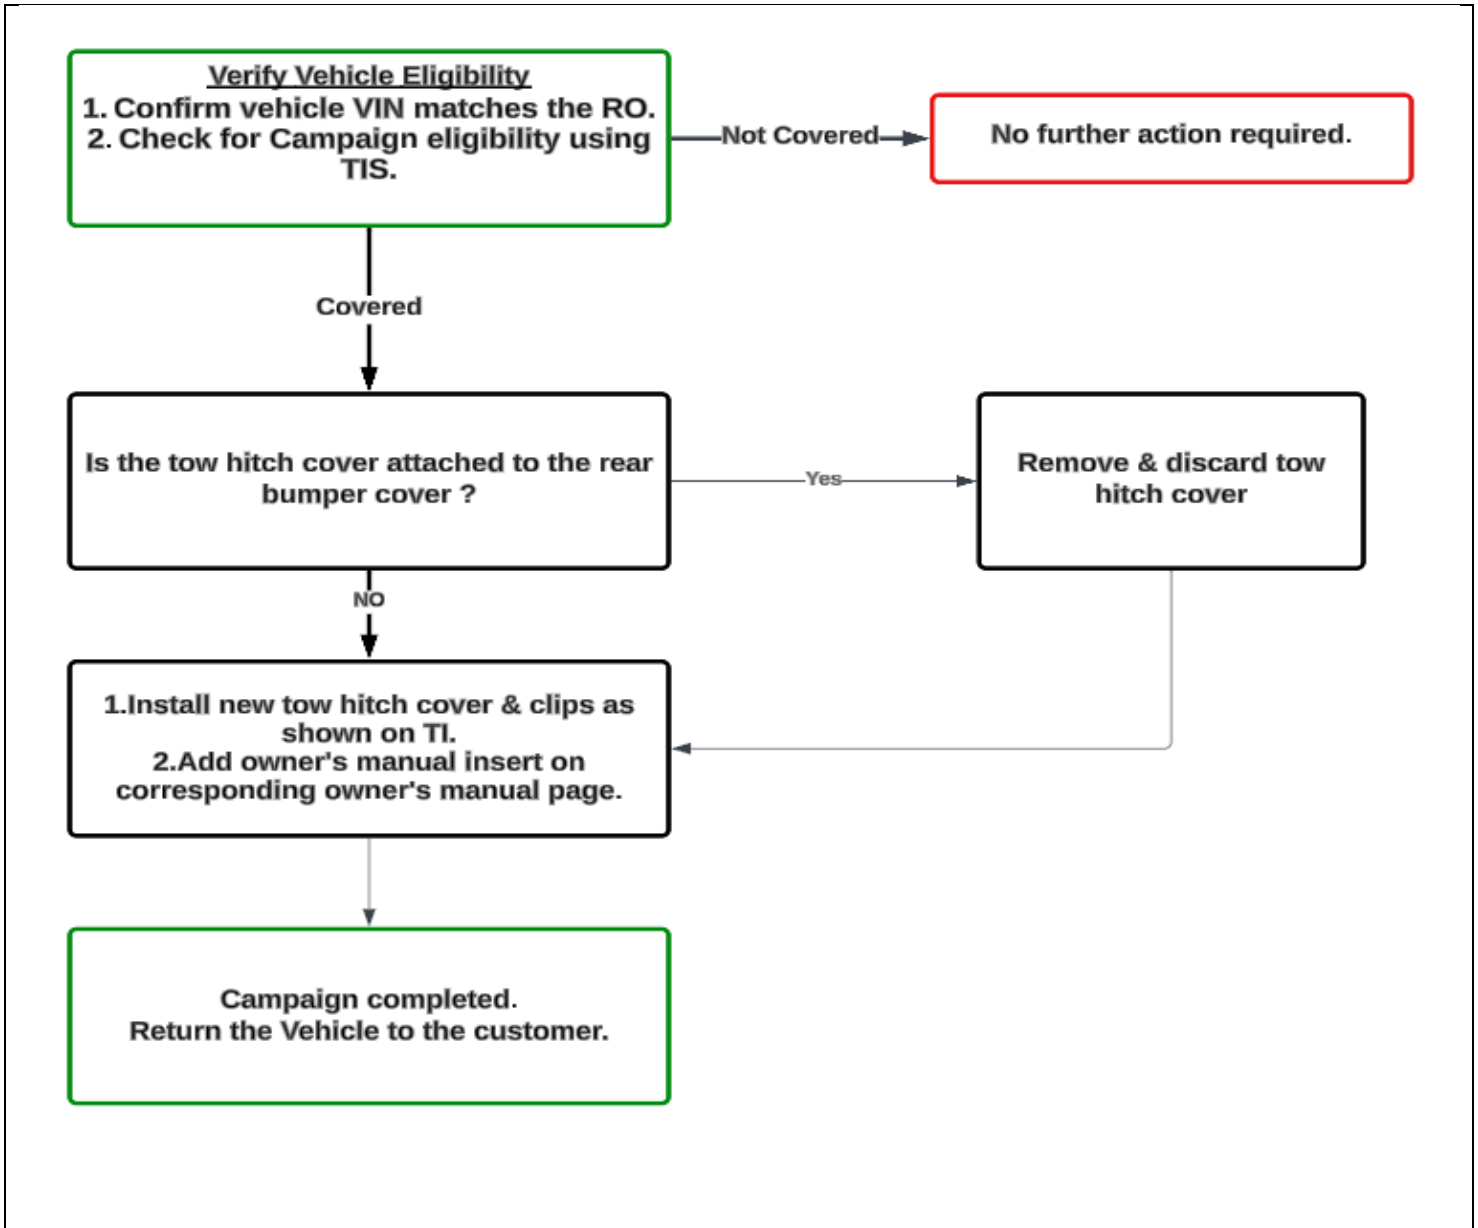 Verify Vehicle Eligibility
1. Confirm vehicle VIN matches the RO.
2. Check for Campaign eligibility using
TIS.
Not Covered
No further action required.
Covered
Is the tow hitch cover attached to the rear
bumper cover ?
Yes
Remove & discard tow
hitch cover
NO
1.Install new tow hitch cover & clips as
shown on TI.
2.Add owner's manual insert on
corresponding owner's manual page.
Campaign completed.
Return the Vehicle to the customer.